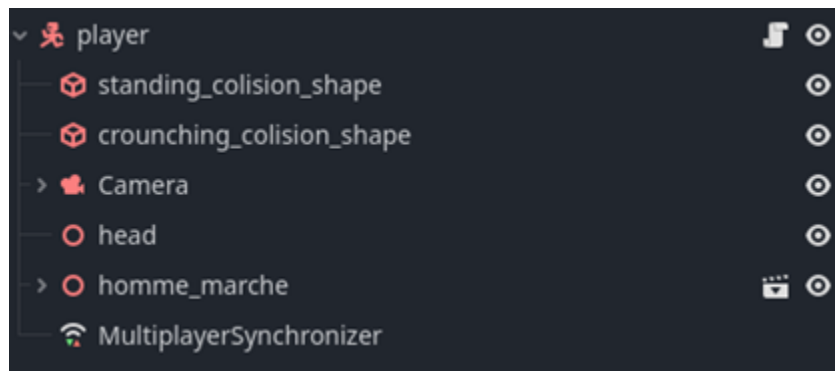 player
standing_colision_shape
crounching_colision_shape
Camera
head
homme_marche
MultiplayerSynchronizer